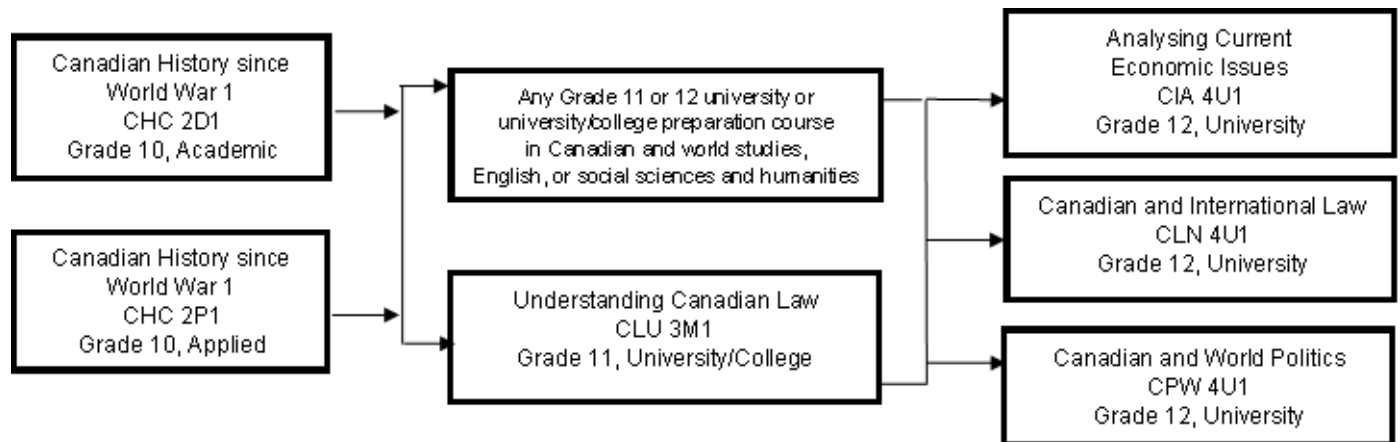 Canadian History since
World War 1
CHC 2D1
Grade 10, Academic
Canadian History since
World War 1
CHC 2P1
Grade 10, Applied
Any Grade 11 or 12 university or
university/college preparation course
in Canadian and world studies,
English, or social sciences and humanities
Understanding Canadian Law
CLU 3M1
Grade 11, University/College
Analysing Current
Economic Issues
CIA 4U1
Grade 12, University
Canadian and International Law
CLN 4U1
Grade 12, University
Canadian and World Politics
CPW 4U1
Grade 12, University